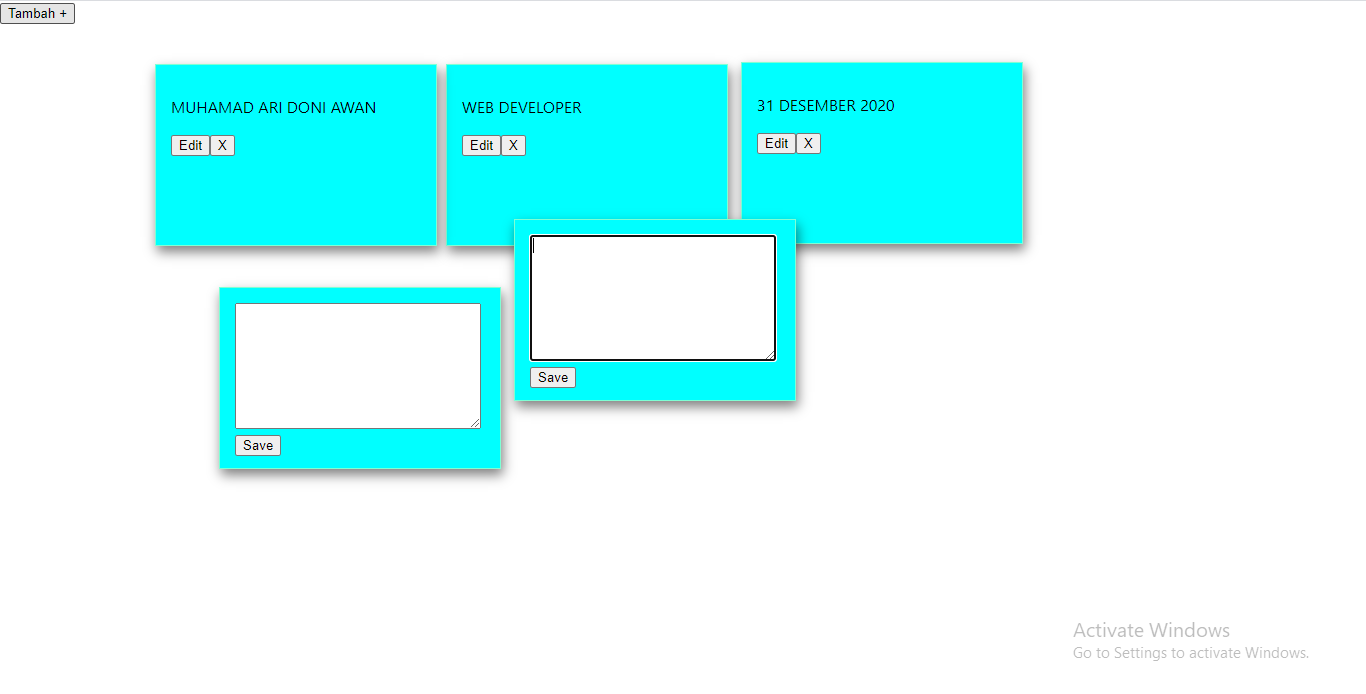 Tambah +
MUHAMAD ARI DONI AWAN
Edit X
WEB DEVELOPER
Edit X
31 DESEMBER 2020
Edit X
Save
Save
Activate Windows
Go to Settings to activate Windows.